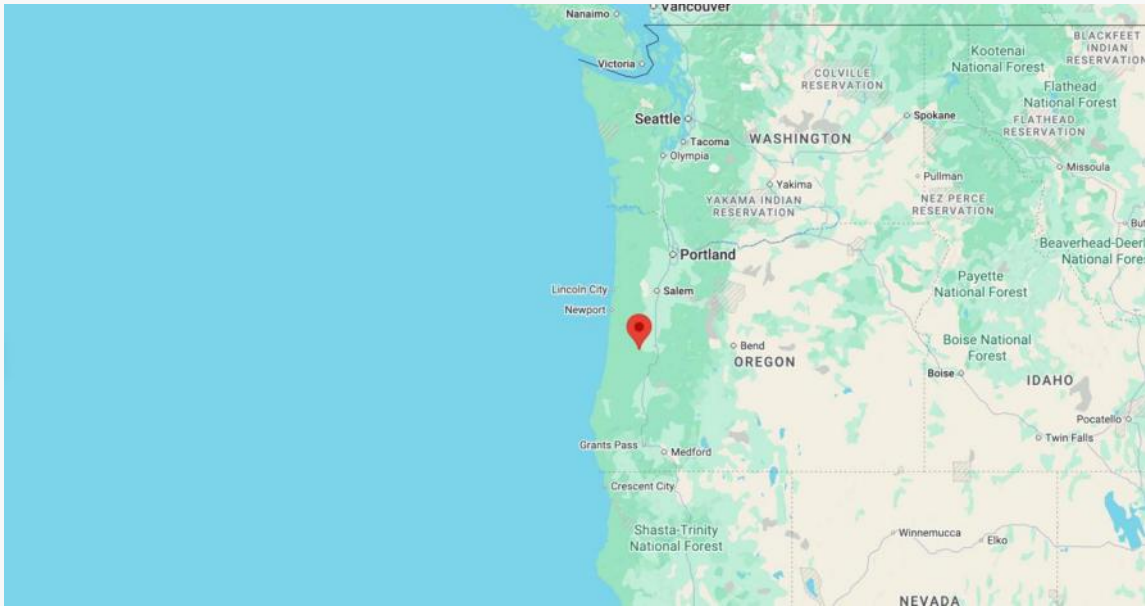 Vancouver
Nanaimo
BLACKFEET
INDIAN
RESERVATION
Kootenai
National Forest
Victoria
COLVILLE
RESERVATION
Flathead
National Forest
Seattle
Spokane
FLATHEAD
RESERVATION
Tacoma
WASHINGTON
Olympia
Missoula
Pullman
Yakima
YAKAMA INDIAN
RESERVATION
NEZ PERCE
RESERVATION
But
Beaverhead-Deerl
National Fores
Portland
Payette
National Forest
Lincoln City
Salem
Newport
Boise National
Forest
Bend
OREGON
Boise
IDAHO
Pocatello
Twin Falls
Grants Pass
Medford
Crescent City
Shasta-Trinity
National Forest
Winnemucca
Elko
NEVADA